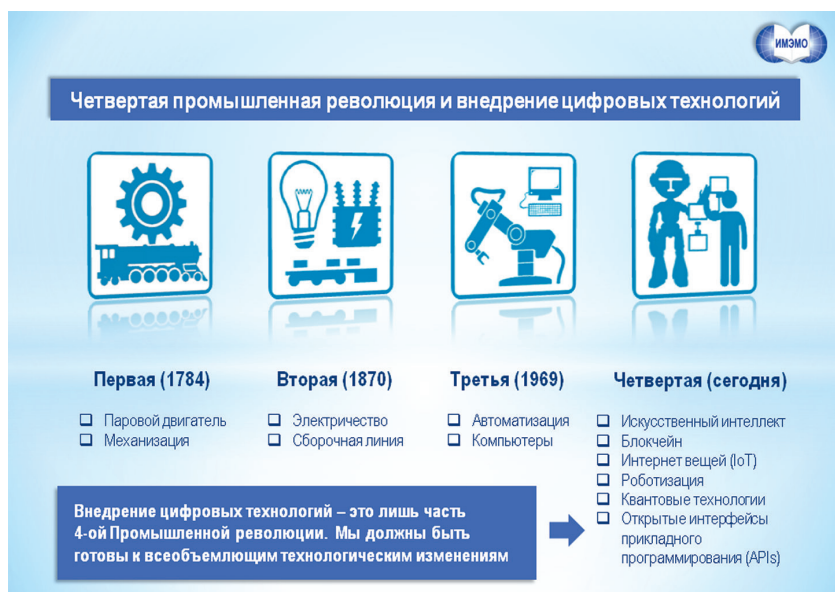 ИМЭМО
Четвертая промышленная революция и внедрение цифровых технологий
Первая (1784)
Паровой двигатель
Механизация
Вторая (1870)
Электричество
Сборочная линия
Третья (1969)
Автоматизация
Компьютеры
Четвертая (сегодня)
Искусственный интеллект
Блокчейн
Интернет вещей (IoT)
Роботизация
Квантовые технологии
Открытые интерфейсы
прикладного
программирования (APIs)
Внедрение цифровых технологий – это лишь часть
4-ой Промышленной революции. Мы должны быть
готовы к всеобъемлющим технологическим изменениям